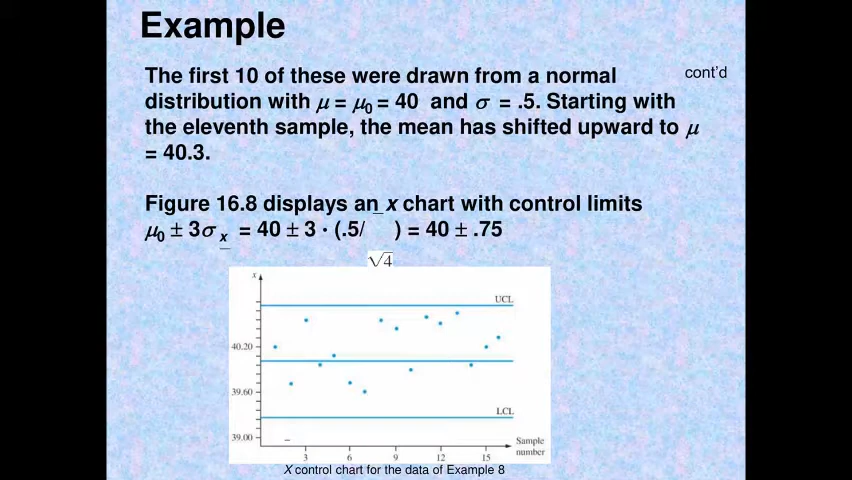 Example
cont'd
The first 10 of these were drawn from a normal
distribution with μ = μ0 = 40 and σ = .5. Starting with
the eleventh sample, the mean has shifted upward to μ
= 40.3.
Figure 16.8 displays an x chart with control limits
μ0 ± 3σ x = 40 ± 3 · (.5/ ) = 40 ± .75
√4
x
UCL
40.20
39.60
LCL
39.00
3 6 9 12 15
Sample
number
X control chart for the data of Example 8